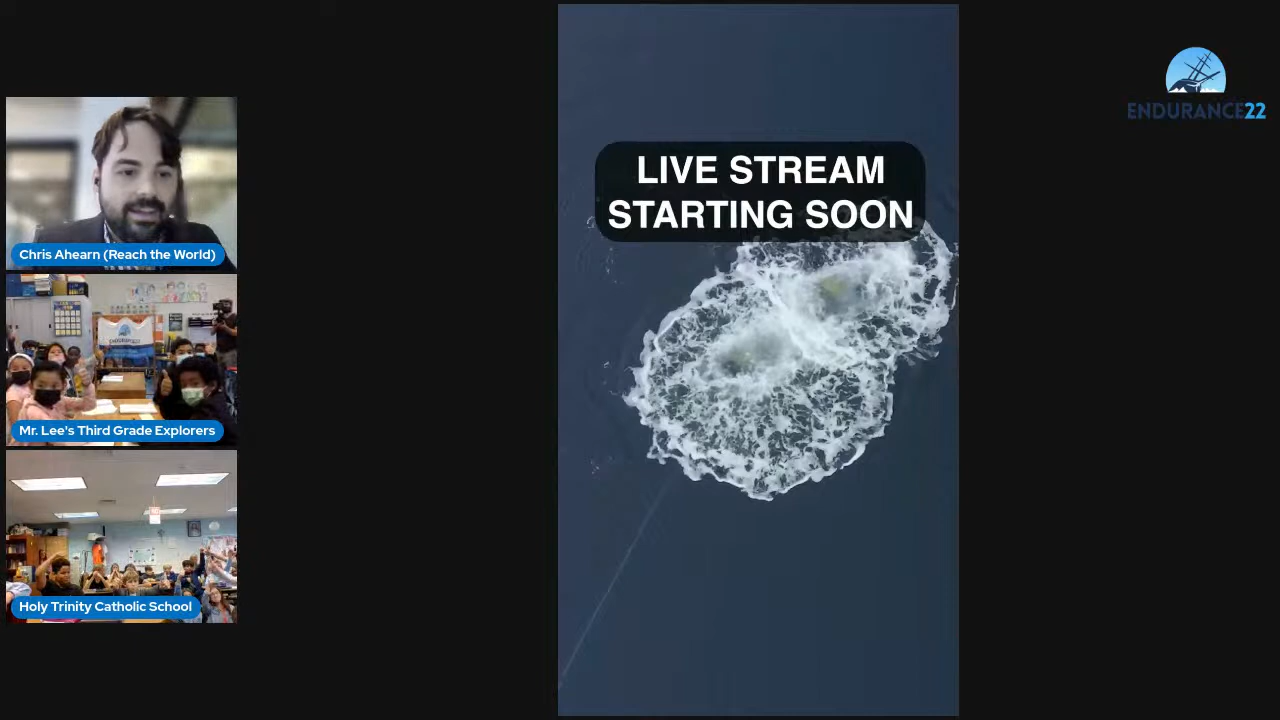 LIVE STREAM
STARTING SOON
ENDURANCE22
Chris Ahearn (Reach the World)
Mr. Lee's Third Grade Explorers
Holy Trinity Catholic School